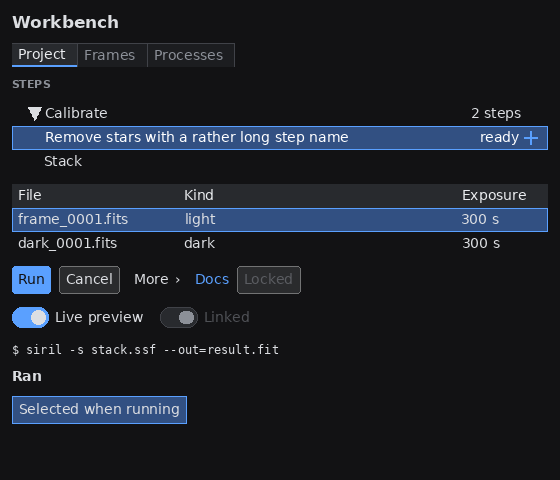 Workbench
Project Frames Processes
STEPS
Calibrate 2 steps
Remove stars with a rather long step name ready
Stack
File Kind Exposure
frame_0001.fits light 300 s
dark_0001.fits dark 300 s
Run Cancel More › Docs Locked
Live preview Linked
$ siril -s stack.ssf --out=result.fit
Ran
Selected when running